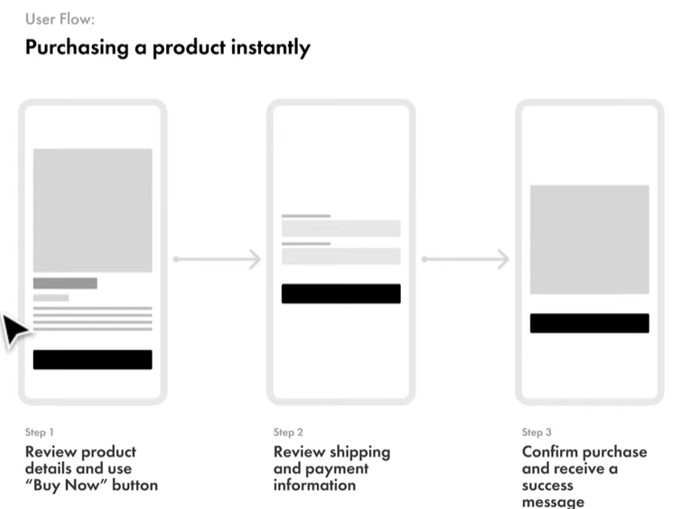 User Flow:
Purchasing a product instantly
Step 1
Review product
details and use
“Buy Now” button
Step 2
Review shipping
and payment
information
Step 3
Confirm purchase
and receive a
success
message